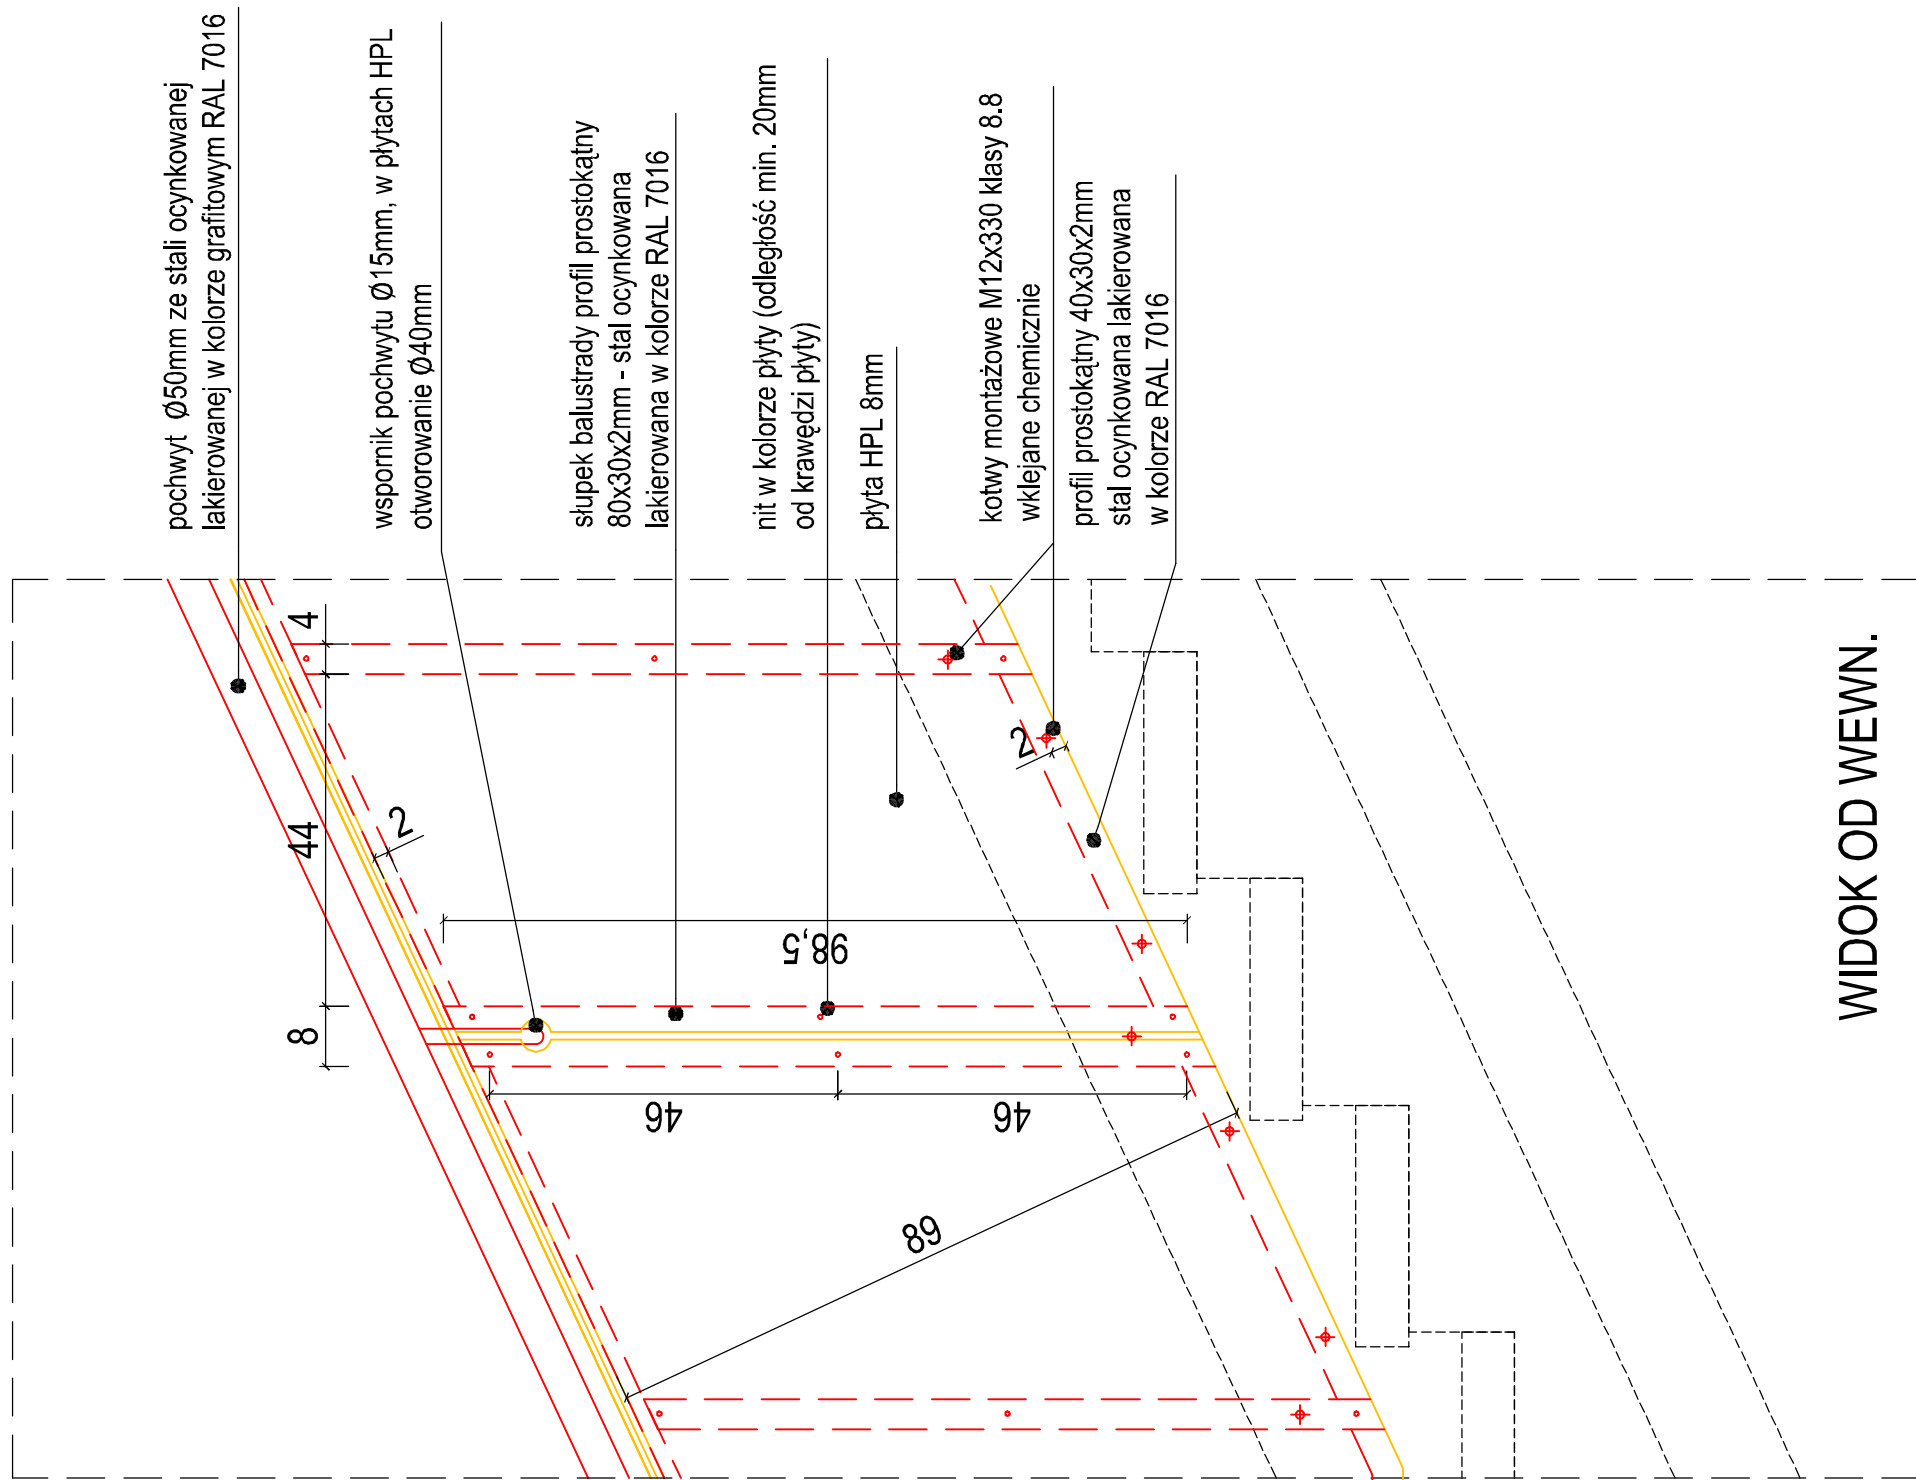 pochwyt Ø50mm ze stali ocynkowanej
lakierowanej w kolorze grafitowym RAL 7016
wspornik pochwytu Ø15mm, w płytach HPL
otworowanie Ø40mm
słupek balustrady profil prostokątny
80x30x2mm - stal ocynkowana
lakierowana w kolorze RAL 7016
nit w kolorze płyty (odległość min. 20mm
od krawędzi płyty)
płyta HPL 8mm
kotwy montażowe M12x330 klasy 8.8
wklejane chemicznie
profil prostokątny 40x30x2mm
stal ocynkowana lakierowana
w kolorze RAL 7016
4
44
8
2
2
98,5
46
46
89
WIDOK OD WEWN.